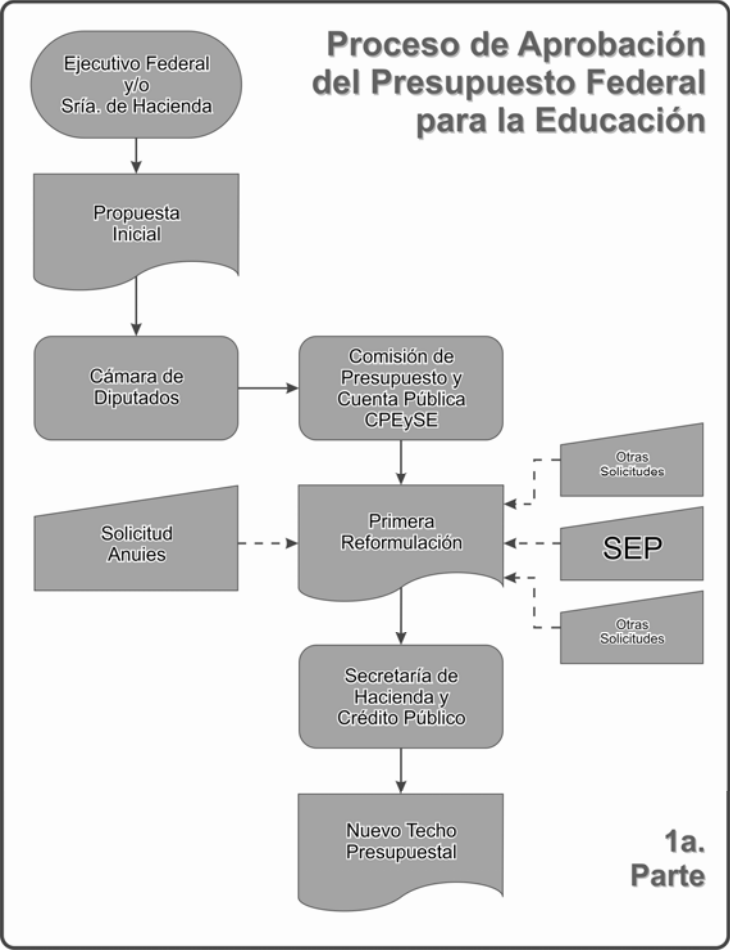 Proceso de Aprobación
del Presupuesto Federal
para la Educación
Ejecutivo Federal
y/o
Sría. de Hacienda
Propuesta
Inicial
Cámara de
Diputados
Comisión de
Presupuesto y
Cuenta Pública
CPEySE
Otras
Solicitudes
Solicitud
Anuies
Primera
Reformulación
SEP
Otras
Solicitudes
Secretaría de
Hacienda y
Crédito Público
Nuevo Techo
Presupuestal
1a.
Parte